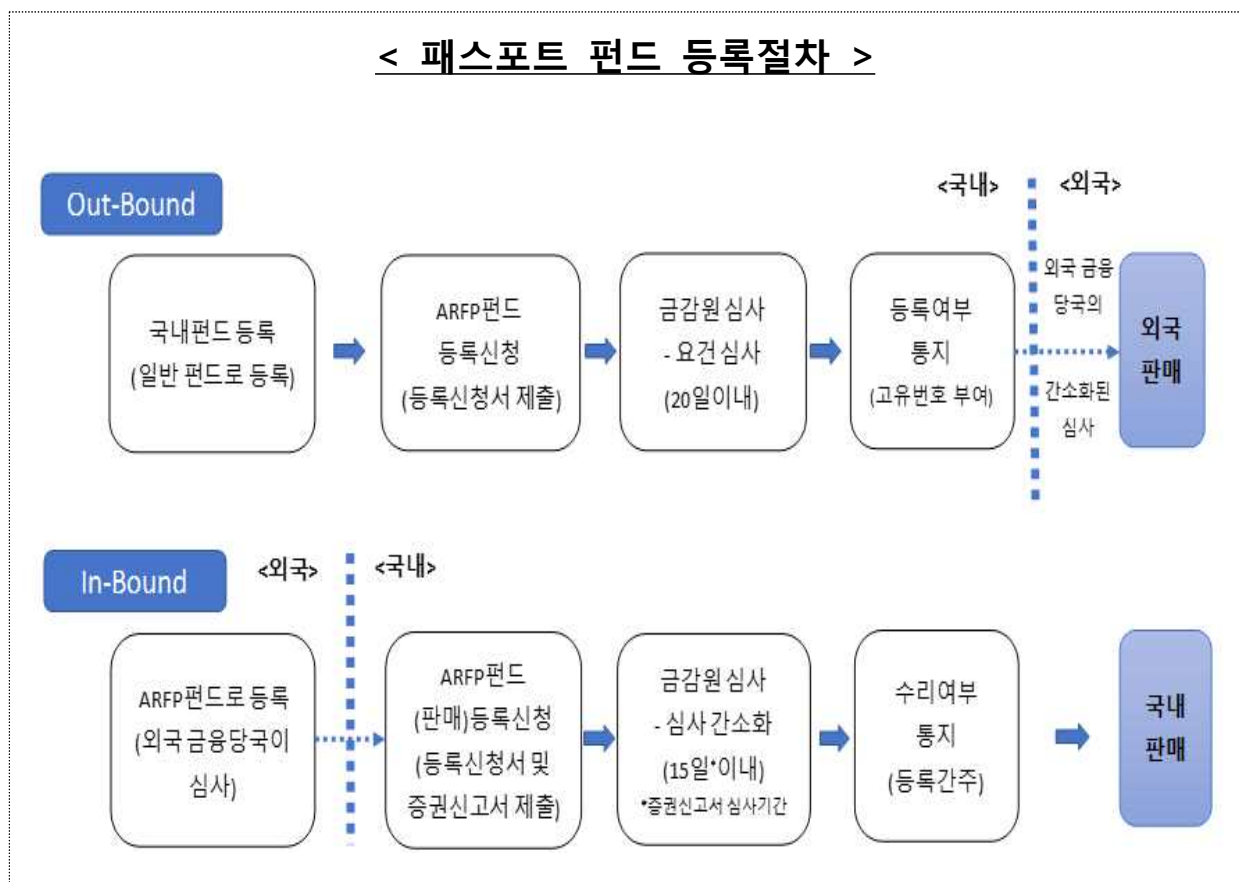 < 패스포트 펀드 등록절차 >
Out-Bound
<국내>
<외국>
국내펀드 등록
(일반 펀드로 등록)
ARFP펀드
등록신청
(등록신청서 제출)
금감원 심사
- 요건 심사
(20일이내)
등록여부
통지
(고유번호 부여)
외국 금융
당국의
간소화된
심사
외국
판매
In-Bound
<외국>
<국내>
ARFP펀드로 등록
(외국 금융당국이
심사)
ARFP펀드
(판매)등록신청
(등록신청서 및
증권신고서 제출)
금감원 심사
- 심사 간소화
(15일*이내)
*증권신고서 심사기간
수리여부
통지
(등록간주)
국내
판매